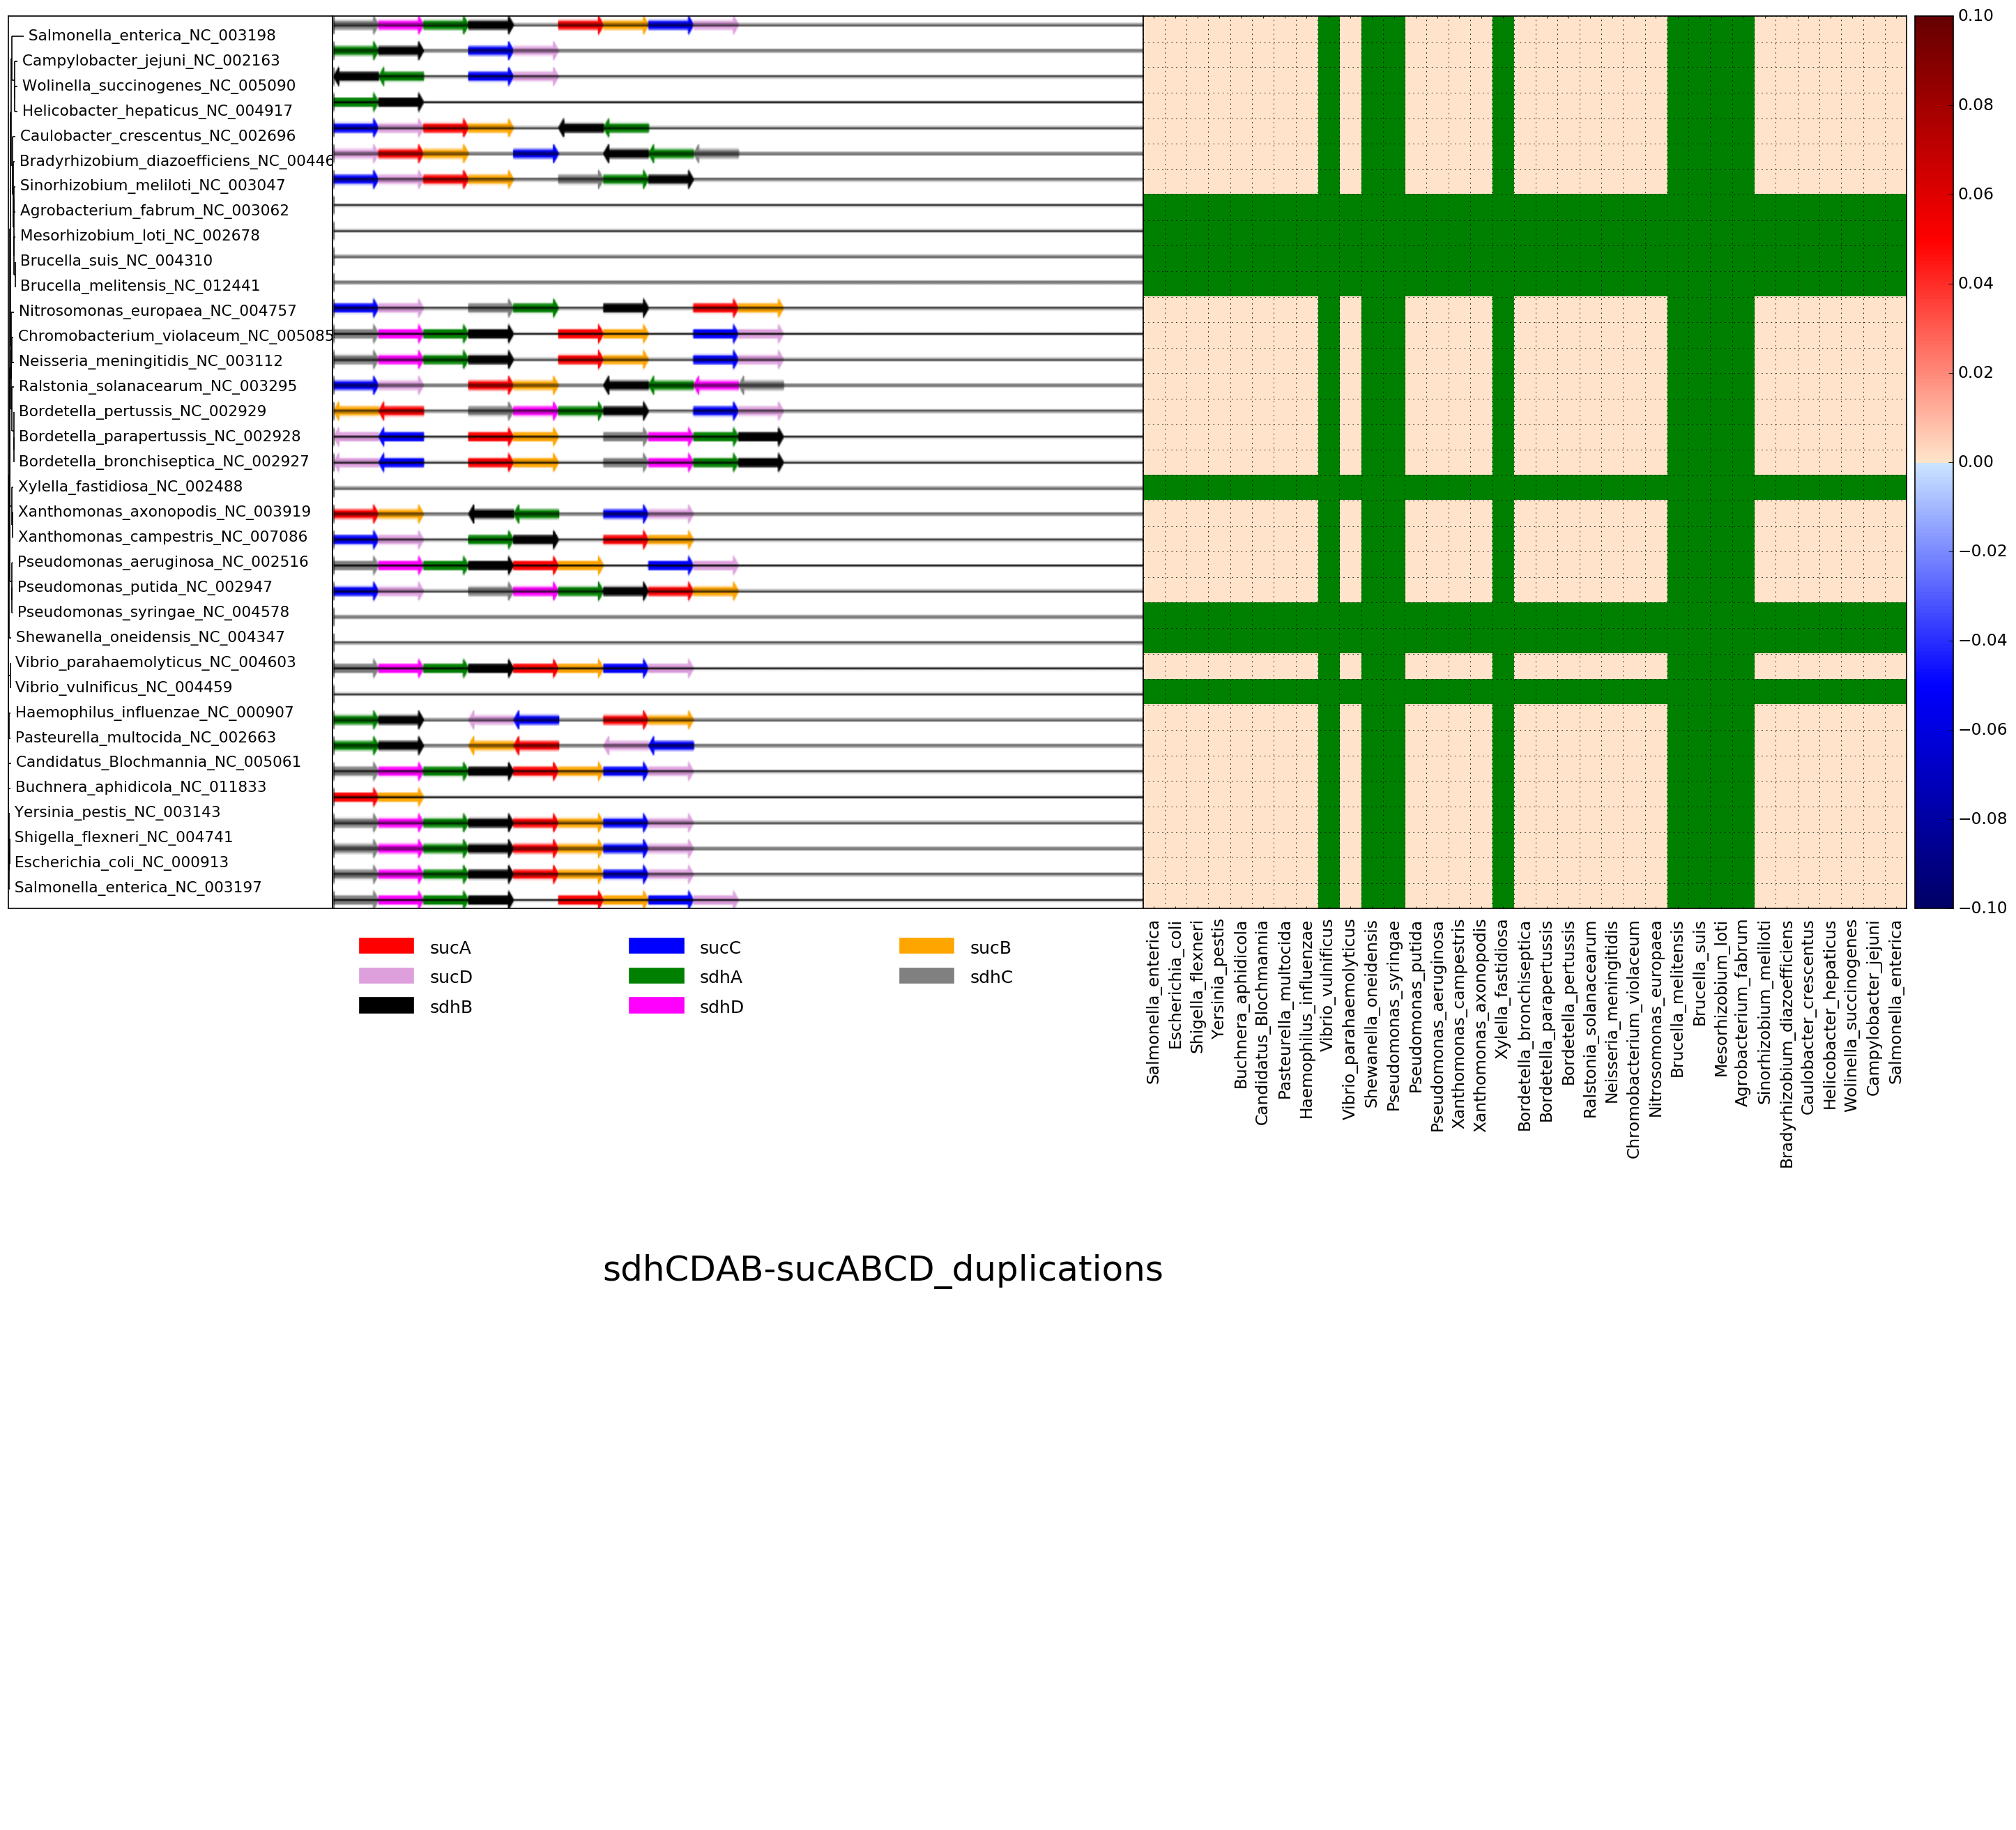 Salmonella_enterica_NC_003198
Campylobacter_jejuni_NC_002163
Wolinella_succinogenes_NC_005090
Helicobacter_hepaticus_NC_004917
Caulobacter_crescentus_NC_002696
Bradyrhizobium_diazoefficiens_NC_00446
Sinorhizobium_meliloti_NC_003047
Agrobacterium_fabrum_NC_003062
Mesorhizobium_loti_NC_002678
Brucella_suis_NC_004310
Brucella_melitensis_NC_012441
Nitrosomonas_europaea_NC_004757
Chromobacterium_violaceum_NC_005085
Neisseria_meningitidis_NC_003112
Ralstonia_solanacearum_NC_003295
Bordetella_pertussis_NC_002929
Bordetella_parapertussis_NC_002928
Bordetella_bronchiseptica_NC_002927
Xylella_fastidiosa_NC_002488
Xanthomonas_axonopodis_NC_003919
Xanthomonas_campestris_NC_007086
Pseudomonas_aeruginosa_NC_002516
Pseudomonas_putida_NC_002947
Pseudomonas_syringae_NC_004578
Shewanella_oneidensis_NC_004347
Vibrio_parahaemolyticus_NC_004603
Vibrio_vulnificus_NC_004459
Haemophilus_influenzae_NC_000907
Pasteurella_multocida_NC_002663
Candidatus_Blochmannia_NC_005061
Buchnera_aphidicola_NC_011833
Yersinia_pestis_NC_003143
Shigella_flexneri_NC_004741
Escherichia_coli_NC_000913
Salmonella_enterica_NC_003197
0.10
0.08
0.06
0.04
0.02
0.00
−0.02
−0.04
−0.06
−0.08
−0.10
Salmonella_enterica
Escherichia_coli
Shigella_flexneri
Yersinia_pestis
Buchnera_aphidicola
Candidatus_Blochmannia
Pasteurella_multocida
Haemophilus_influenzae
Vibrio_vulnificus
Vibrio_parahaemolyticus
Shewanella_oneidensis
Pseudomonas_syringae
Pseudomonas_putida
Pseudomonas_aeruginosa
Xanthomonas_campestris
Xanthomonas_axonopodis
Xylella_fastidiosa
Bordetella_bronchiseptica
Bordetella_parapertussis
Bordetella_pertussis
Ralstonia_solanacearum
Neisseria_meningitidis
Chromobacterium_violaceum
Nitrosomonas_europaea
Brucella_melitensis
Brucella_suis
Mesorhizobium_loti
Agrobacterium_fabrum
Sinorhizobium_meliloti
Bradyrhizobium_diazoefficiens
Caulobacter_crescentus
Helicobacter_hepaticus
Wolinella_succinogenes
Campylobacter_jejuni
Salmonella_enterica
sucA sucC sucB
sucD sdhA sdhC
sdhB sdhD
sdhCDAB-sucABCD_duplications